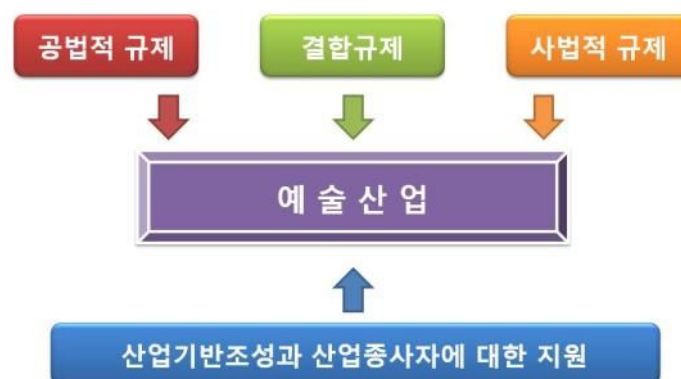 공법적 규제
결합규제
사법적 규제
예술산업
산업기반조성과 산업종사자에 대한 지원